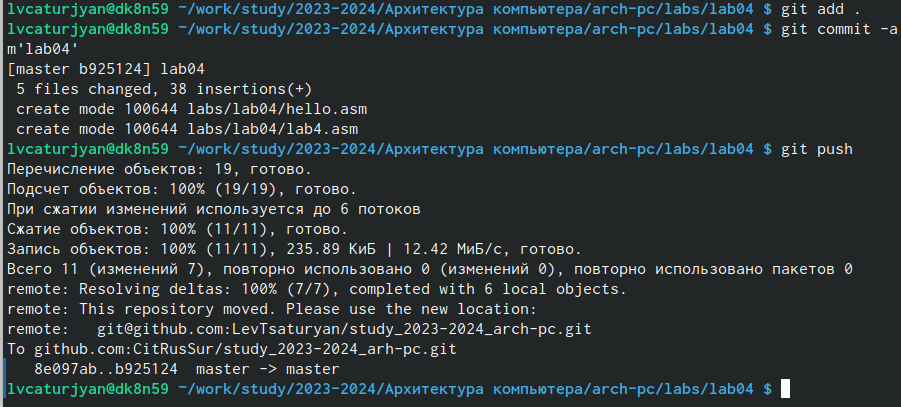 lvcaturjyan@dk8n59 ~/work/study/2023-2024/Архитектура компьютера/arch-pc/labs/lab04 $ git add .
lvcaturjyan@dk8n59 ~/work/study/2023-2024/Архитектура компьютера/arch-pc/labs/lab04 $ git commit -a
m'lab04'
[master b925124] lab04
 5 files changed, 38 insertions(+)
 create mode 100644 labs/lab04/hello.asm
 create mode 100644 labs/lab04/lab4.asm
lvcaturjyan@dk8n59 ~/work/study/2023-2024/Архитектура компьютера/arch-pc/labs/lab04 $ git push
Перечисление объектов: 19, готово.
Подсчет объектов: 100% (19/19), готово.
При сжатии изменений используется до 6 потоков
Сжатие объектов: 100% (11/11), готово.
Запись объектов: 100% (11/11), 235.89 КиБ | 12.42 МиБ/с, готово.
Всего 11 (изменений 7), повторно использовано 0 (изменений 0), повторно использовано пакетов 0
remote: Resolving deltas: 100% (7/7), completed with 6 local objects.
remote: This repository moved. Please use the new location:
remote:   git@github.com:LevTsaturyan/study_2023-2024_arch-pc.git
To github.com:CitRusSur/study_2023-2024_arh-pc.git
   8e097ab..b925124  master -> master
lvcaturjyan@dk8n59 ~/work/study/2023-2024/Архитектура компьютера/arch-pc/labs/lab04 $